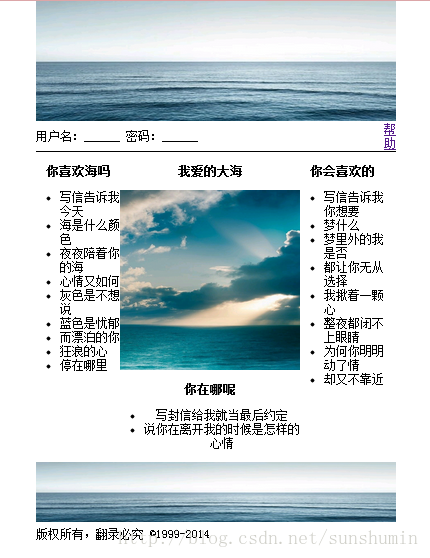 用户名：______ 密码：______
帮
助
你喜欢海吗
写信告诉我
今天
海是什么颜
色
夜夜陪着你
的海
心情又如何
灰色是不想
说
蓝色是忧郁
而漂泊的你
狂浪的心
停在哪里
我爱的大海
你在哪呢
写封信给我就当最后约定
说你在离开我的时候是怎样的
心情
你会喜欢的
写信告诉我
你想要
梦什么
梦里外的我
是否
都让你无从
选择
我揪着一颗
心
整夜都闭不
上眼睛
为何你明明
动了情
却又不靠近
版权所有，翻录必究 ©1999-2014
http://blog.csdn.net/sunshumin